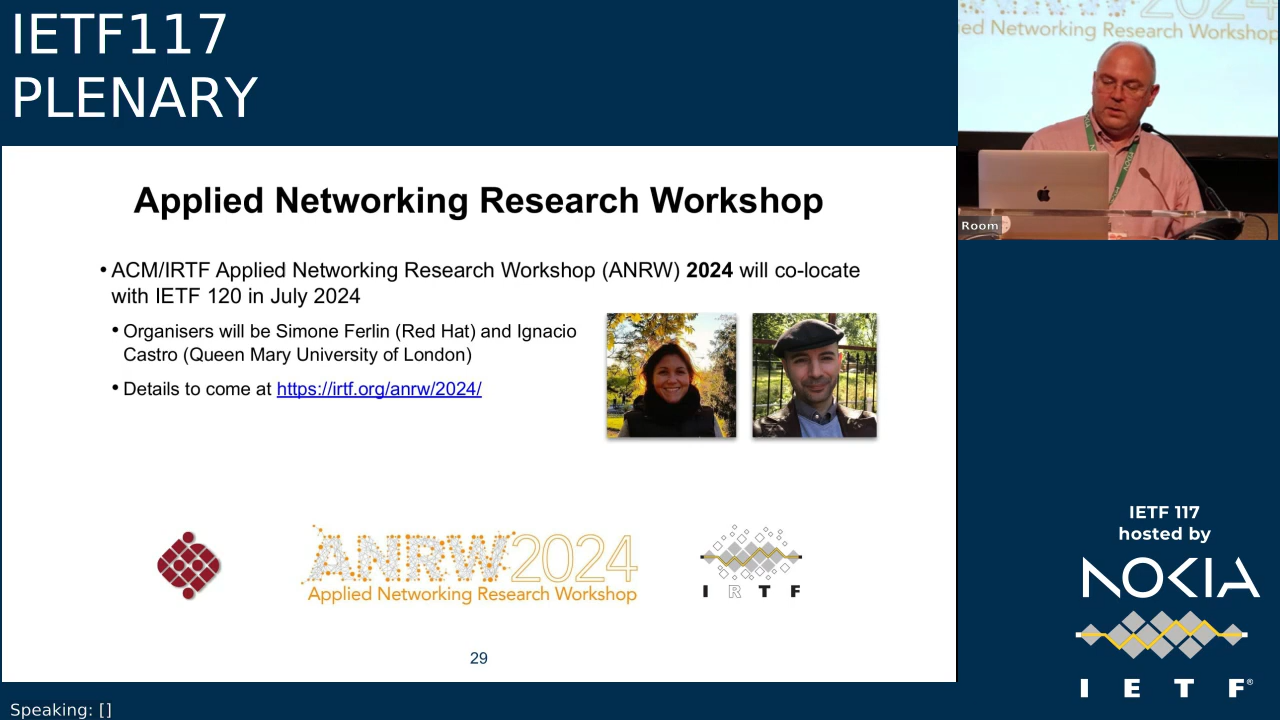 IETF117
PLENARY
Applied Networking Research Workshop
• ACM/IRTF Applied Networking Research Workshop (ANRW) 2024 will co-locate
with IETF 120 in July 2024
• Organisers will be Simone Ferlin (Red Hat) and Ignacio
Castro (Queen Mary University of London)
• Details to come at https://irtf.org/anrw/2024/
ANRW2024
Applied Networking Research Workshop
I R T F
29
Speaking: []
2024
ied Networking Research Workshop
NOKIA
Room
IETF 117
hosted by
NOKIA
I E T F®